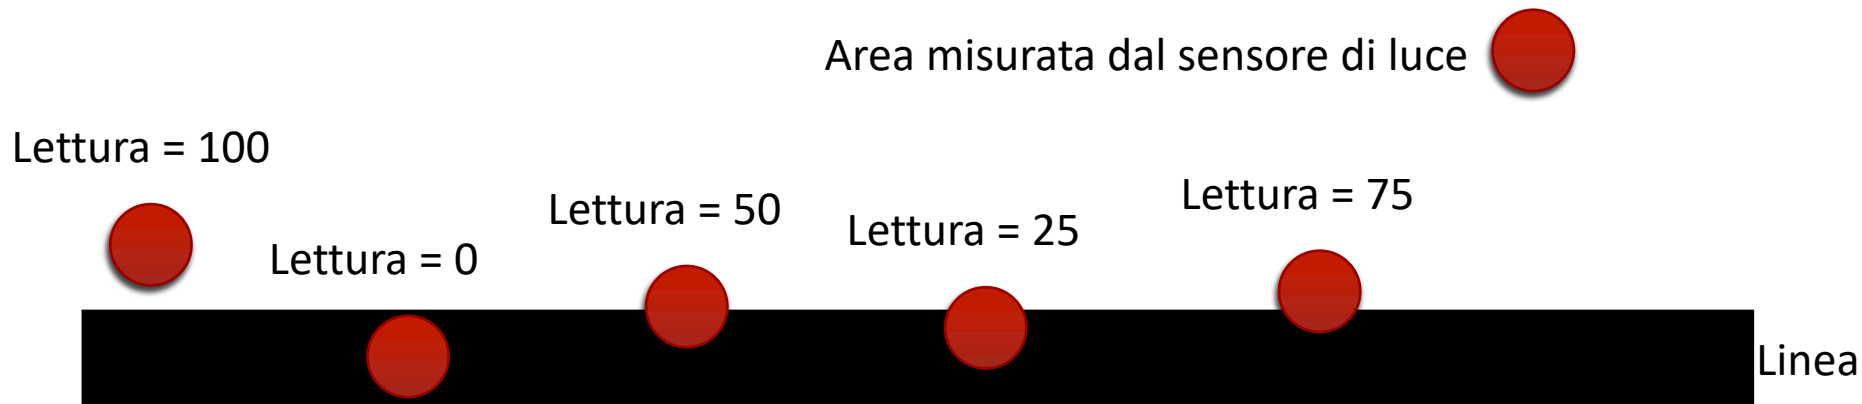 Area misurata dal sensore di luce
Lettura = 100
Lettura = 0
Lettura = 50
Lettura = 25
Lettura = 75
Linea